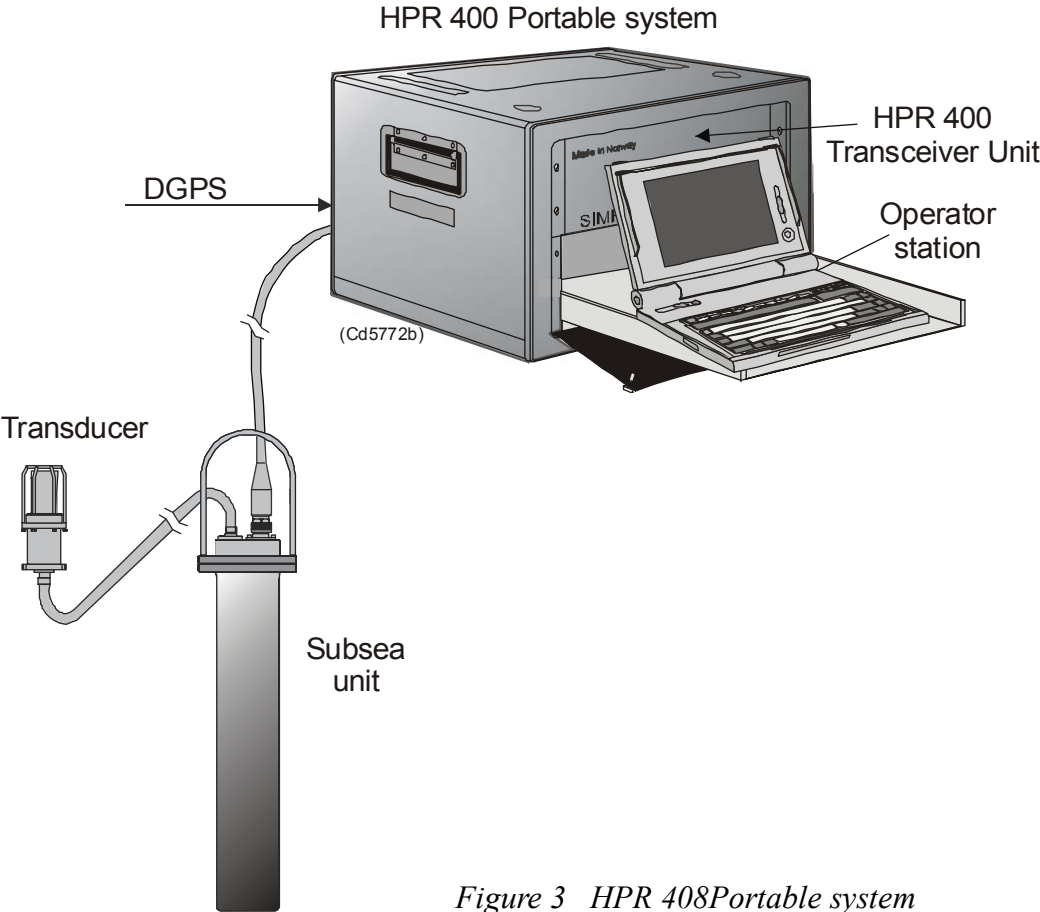 HPR 400 Portable system
HPR 400
Transceiver Unit
Made in Norway
DGPS
SIM
Operator
station
(Cd5772b)
Transducer
Subsea
unit
Figure 3 HPR 408Portable system